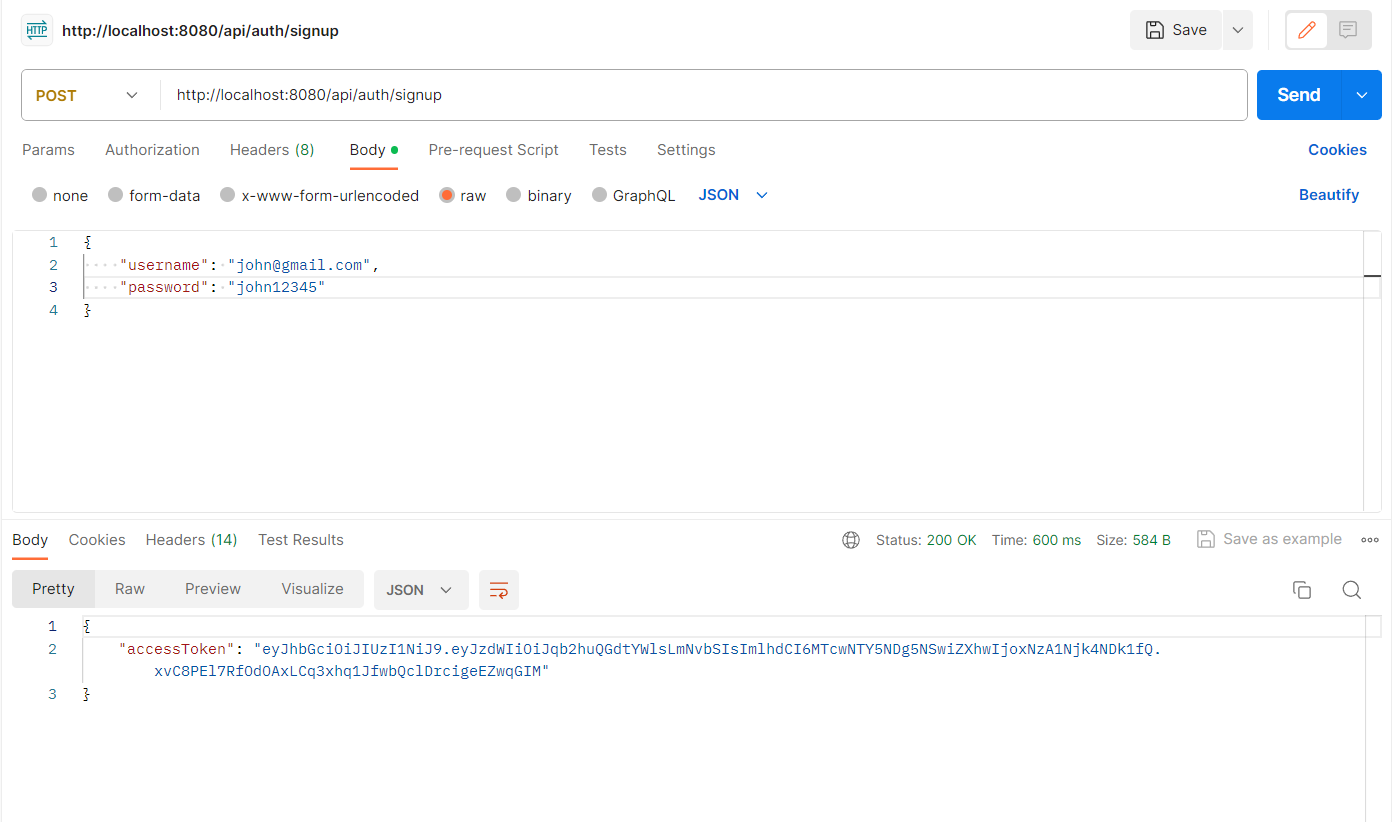 HTTP http://localhost:8080/api/auth/signup Save
POST http://localhost:8080/api/auth/signup Send
Params Authorization Headers (8) Body Pre-request Script Tests Settings Cookies
none form-data x-www-form-urlencoded raw binary GraphQL JSON Beautify
1 {
2 "username": "john@gmail.com",
3 "password": "john12345"
4 }
Body Cookies Headers (14) Test Results Status: 200 OK Time: 600 ms Size: 584 B Save as example
Pretty Raw Preview Visualize JSON
1 {
2 "accessToken": "eyJhbGciOiJIUzI1NiJ9.eyJzdWIiOiJqb2huQGdtYWlsLmNvbSIsImlhdCI6MTcwNTY5NDg5NSwiZXhwIjoxNzA1Njk4NDk1fQ.
xvC8PEl7RfOdOAxLCq3xhq1JfwbQclDrcigeEZwqGIM"
3 }